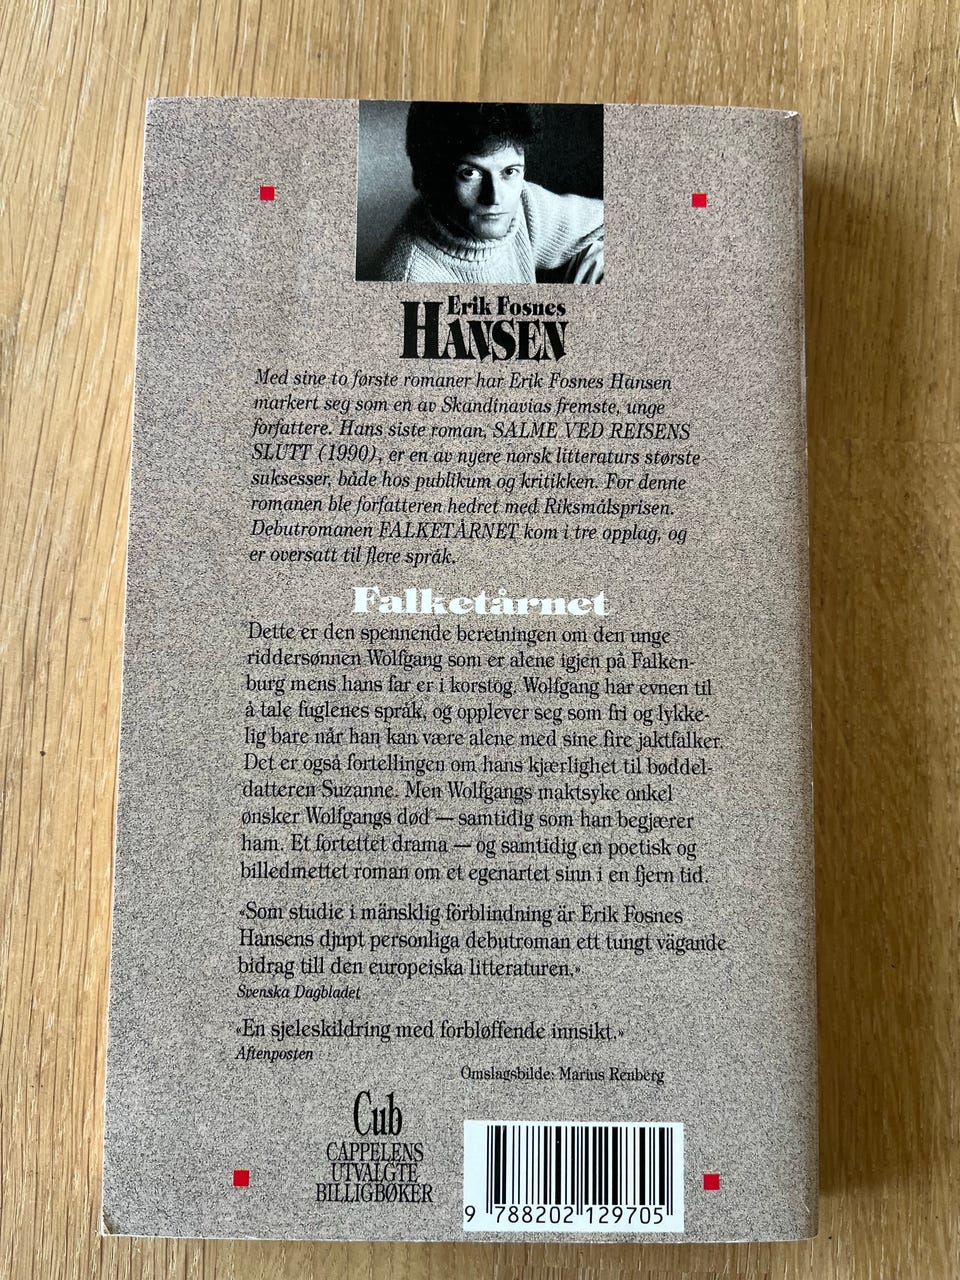 Erik Fosnes
HANSEN
Med sine to første romaner har Erik Fosnes Hansen
markert seg som en av Skandinavias fremste, unge
forfattere. Hans siste roman, SALME VED REISENS
SLUTT (1990), er en av nyere norsk litteraturs største
suksesser, både hos publikum og kritikken. For denne
romanen ble forfatteren hedret med Riksmålsprisen.
Debutromanen FALKETÅRNET kom i tre opplag, og
er oversatt til flere språk.
Falketårnet
Dette er den spennende beretningen om den unge
riddersønnen Wolfgang som er alene igjen på Falken-
burg mens hans far er i korstog. Wolfgang har evnen til
å tale fuglenes språk, og opplever seg som fri og lykke-
lig bare når han kan være alene med sine fire jaktfalker.
Det er også fortellingen om hans kjærlighet til bøddel-
datteren Suzanne. Men Wolfgangs maktsyke onkel
ønsker Wolfgangs død — samtidig som han begjærer
ham. Et fortettet drama — og samtidig en poetisk og
billedmettet roman om et egenartet sinn i en fjern tid.
«Som studie i mänsklig förblindning är Erik Fosnes
Hansens djupt personliga debutroman ett tungt vägande
bidrag till den europeiska litteraturen.»
Svenska Dagbladet
«En sjeleskildring med forbløffende innsikt.»
Aftenposten
Omslagsbilde: Marius Renberg
Cub
CAPPELENS
UTVALGTE
BILLIGBØKER
9 788202 129705